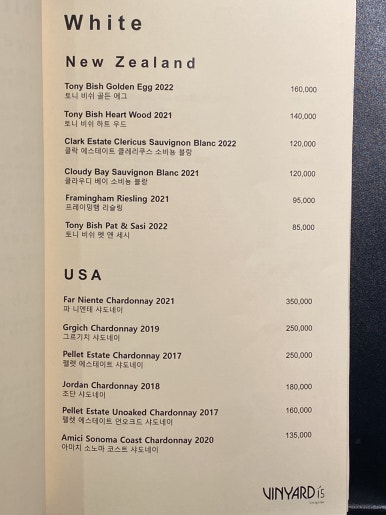 White
New Zealand
Tony Bish Golden Egg 2022 160,000
토니 비쉬 골든 에그
Tony Bish Heart Wood 2021 140,000
토니 비쉬 하트 우드
Clark Estate Clericus Sauvignon Blanc 2022 120,000
클락 에스테이트 클레리쿠스 소비뇽 블랑
Cloudy Bay Sauvignon Blanc 2021 120,000
클라우디 베이 소비뇽 블랑
Framingham Riesling 2021 95,000
프레이밍햄 리슬링
Tony Bish Pat & Sasi 2022 85,000
토니 비쉬 펫 앤 세시
USA
Far Niente Chardonnay 2021 350,000
파 니엔테 샤도네이
Grgich Chardonnay 2019 250,000
그르기치 샤도네이
Pellet Estate Chardonnay 2017 250,000
펠렛 에스테이트 샤도네이
Jordan Chardonnay 2018 180,000
조단 샤도네이
Pellet Estate Unoaked Chardonnay 2017 160,000
펠렛 에스테이트 언오크드 샤도네이
Amici Sonoma Coast Chardonnay 2020 135,000
아미치 소노마 코스트 샤도네이
VINYARD is